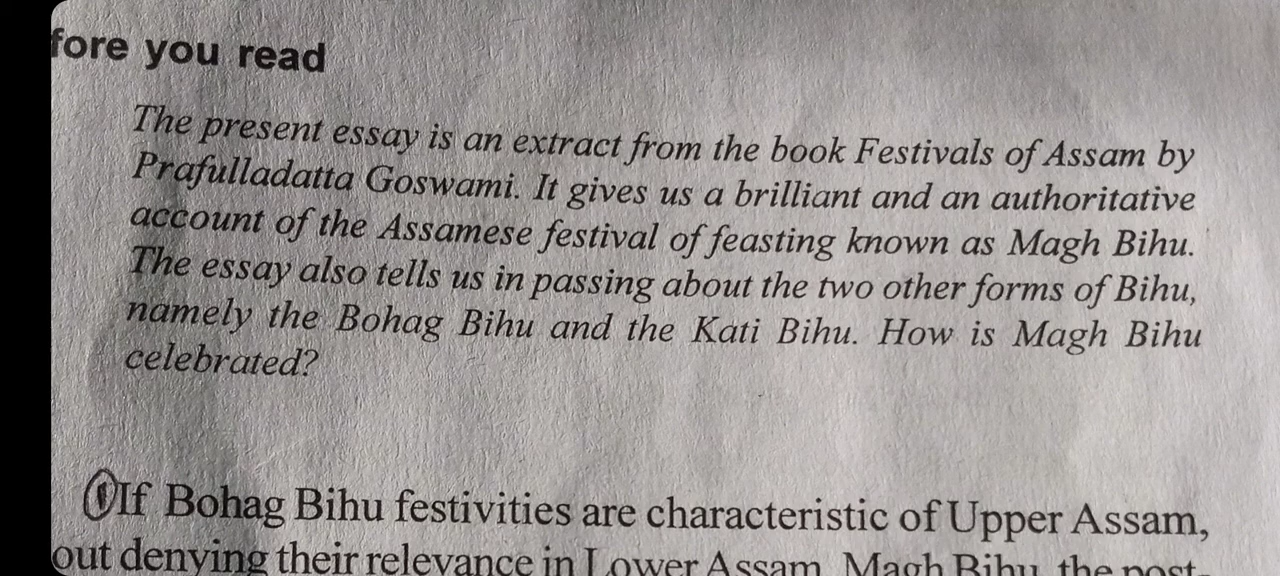 fore you read
The present essay is an extract from the book Festivals of Assam by
Prafulladatta Goswami. It gives us a brilliant and an authoritative
account of the Assamese festival of feasting known as Magh Bihu.
The essay also tells us in passing about the two other forms of Bihu,
namely the Bohag Bihu and the Kati Bihu. How is Magh Bihu
celebrated?
If Bohag Bihu festivities are characteristic of Upper Assam,
out denying their relevance in Lower Assam, Magh Bihu, the post-